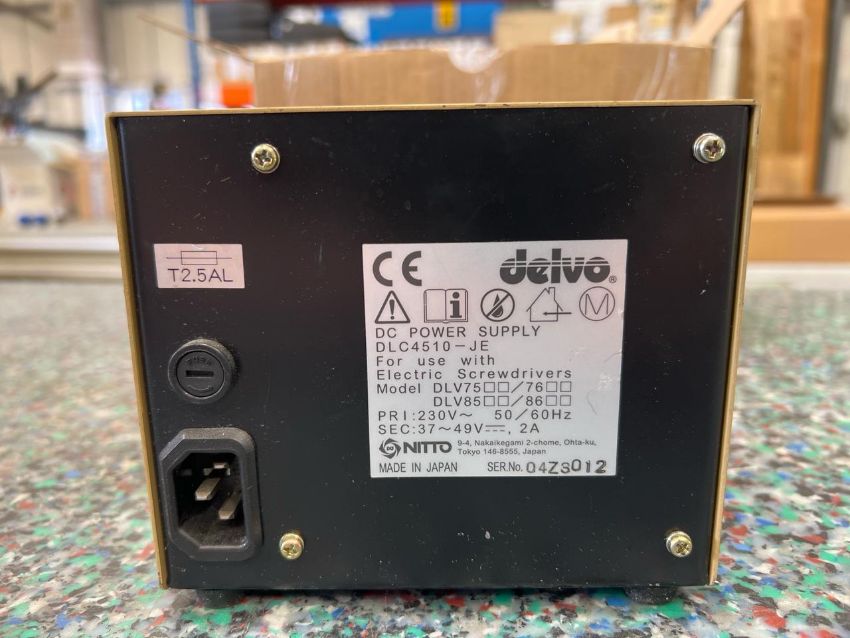 T2.5AL
FUSE
CE
delvo®
i
M
DC POWER SUPPLY
DLC4510-JE
For use with
Electric Screwdrivers
Model DLV75□□/76□□
DLV85□□/86□□
PRI:230V~ 50/60Hz
SEC:37~49V⎓, 2A
NITTO 9-4, Nakaikegami 2-chome, Ohta-ku,
Tokyo 146-8555, Japan
MADE IN JAPAN SER.No. 04Z3012